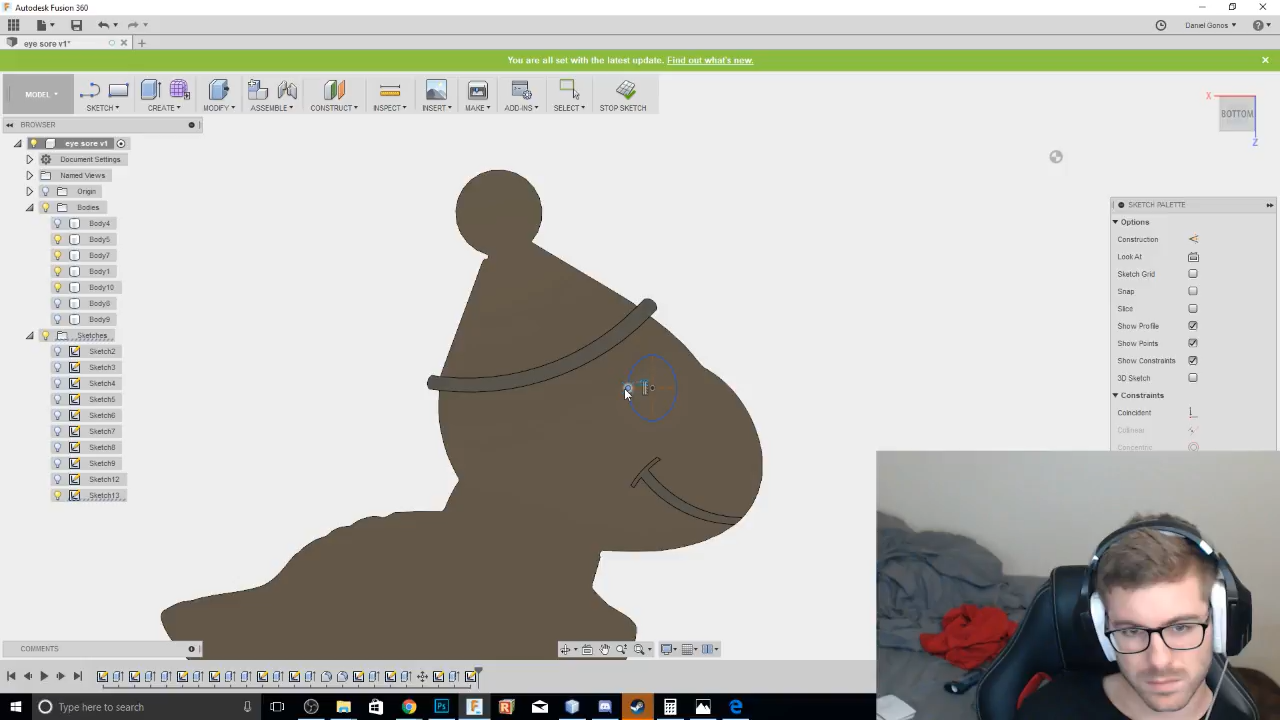 Autodesk Fusion 360
Daniel Gonos
eye sore v1*
You are all set with the latest update. Find out what's new.
MODEL
SKETCH
CREATE
MODIFY
ASSEMBLE
CONSTRUCT
INSPECT
INSERT
MAKE
ADD-INS
SELECT
STOP SKETCH
X
BOTTOM
Z
BROWSER
eye sore v1
Document Settings
Named Views
Origin
Bodies
Body4
Body5
Body7
Body1
Body10
Body8
Body9
Sketches
Sketch2
Sketch3
Sketch4
Sketch5
Sketch6
Sketch7
Sketch8
Sketch9
Sketch12
Sketch13
SKETCH PALETTE
Options
Construction
Look At
Sketch Grid
Snap
Slice
Show Profile
Show Points
Show Constraints
3D Sketch
Constraints
Coincident
Collinear
Concentric
COMMENTS
Type here to search